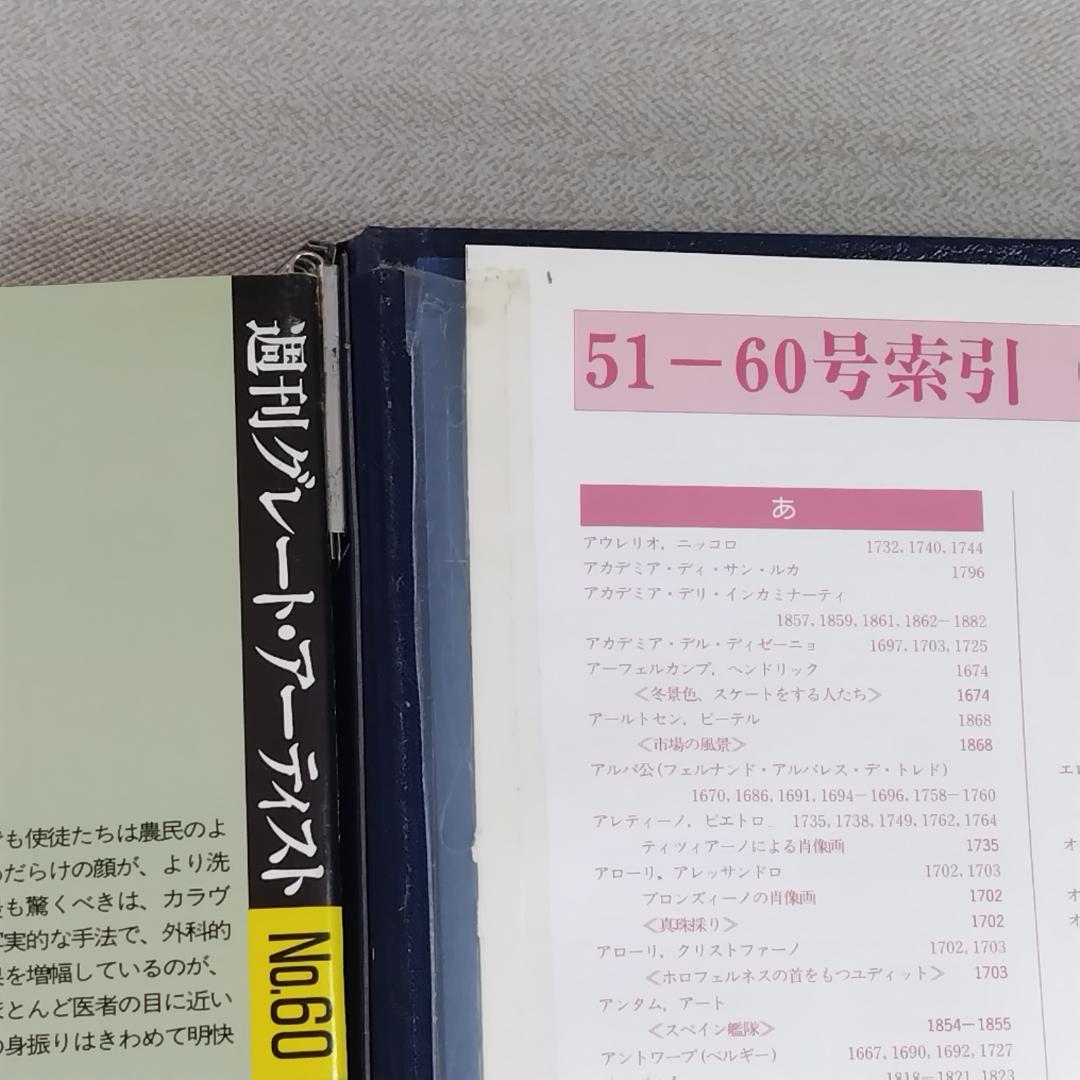 も使徒たちは農民のよ
だらけの顔が、より洗
も驚くべきは、カラヴ
実的な手法で、外科的
を増幅しているのが、
とんど医者の目に近い
身振りはきわめて明快
週刊グレート・アーティスト
No.60
51－60号索引
あ
アウレリオ, ニッコロ 1732, 1740, 1744
アカデミア・ディ・サン・ルカ 1796
アカデミア・デリ・インカミナーティ
1857, 1859, 1861, 1862－1882
アカデミア・デル・ディゼーニョ 1697, 1703, 1725
アーフェルカンプ, ヘンドリック 1674
≪冬景色、スケートをする人たち≫ 1674
アールトセン, ピーテル 1868
≪市場の風景≫ 1868
アルバ公(フェルナンド・アルバレス・デ・トレド)
1670, 1686, 1691, 1694－1696, 1758－1760
アレティーノ, ピエトロ 1735, 1738, 1749, 1762, 1764
ティツィアーノによる肖像画 1735
アローリ, アレッサンドロ 1702, 1703
ブロンズィーノの肖像画 1702
≪真珠採り≫ 1702
アローリ, クリストファーノ 1702, 1703
≪ホロフェルネスの首をもつユディット≫ 1703
アンタム, アート
≪スペイン艦隊≫ 1854－1855
アントワープ(ベルギー) 1667, 1690, 1692, 1727
1818－1821, 1823
エ
オ
オ
オ